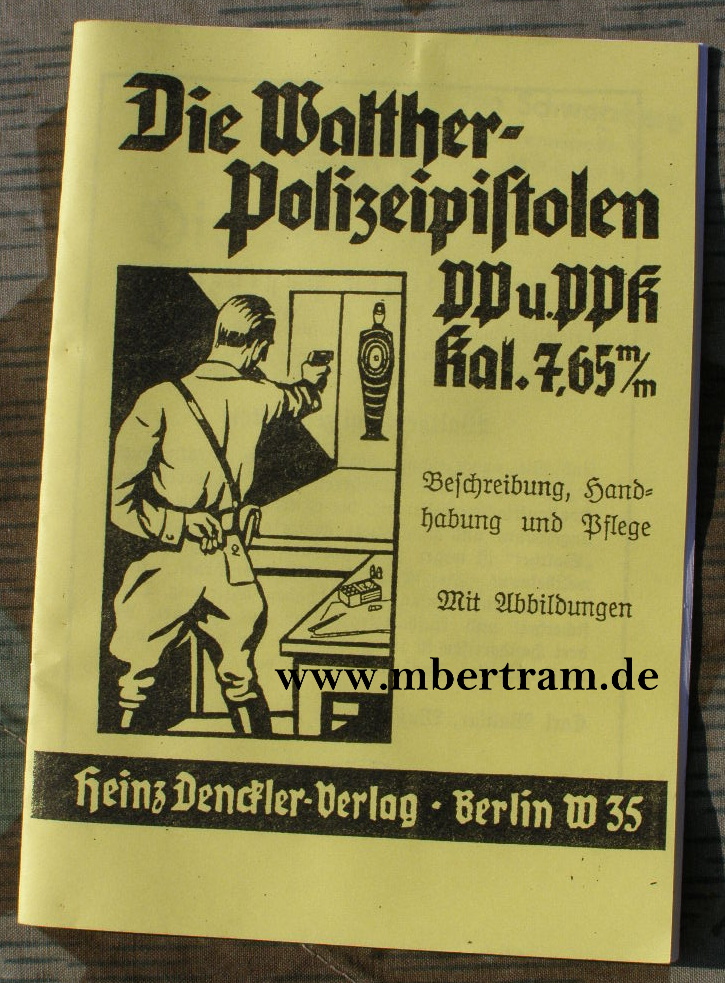 Die Walther-
Polizeipistolen
PP u. PPK
Kal. 7,65 m/m
Beschreibung, Hand-
habung und Pflege
Mit Abbildungen
www.mbertram.de
Heinz Denckler-Verlag · Berlin W 35